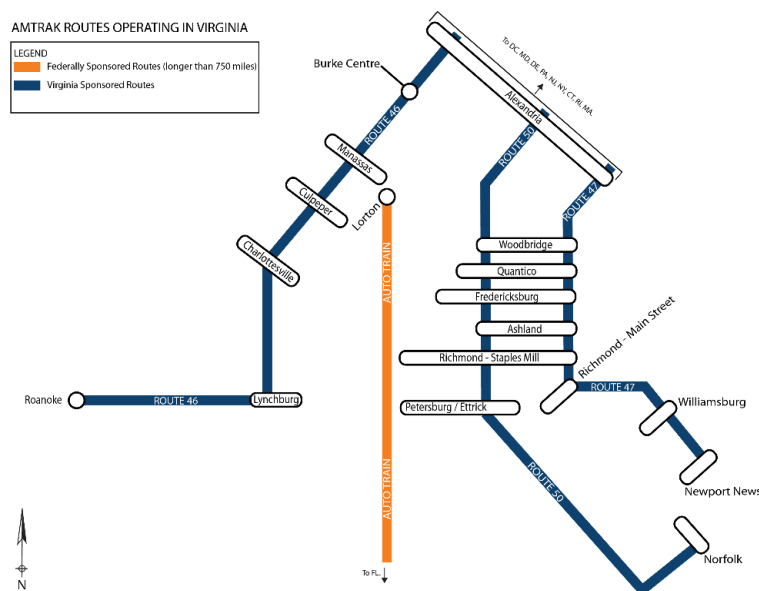 AMTRAK ROUTES OPERATING IN VIRGINIA
LEGEND
Federally Sponsored Routes (longer than 750 miles)
Virginia Sponsored Routes
To DC, MD, DE, PA, NJ, NY, CT, RI, MA.
Burke Centre
Alexandria
ROUTE 46
ROUTE 50
Manassas
ROUTE 47
Culpeper
Lorton
Charlottesville
AUTO TRAIN
Woodbridge
Quantico
Fredericksburg
Ashland
Richmond - Staples Mill
Richmond - Main Street
ROUTE 47
Roanoke
ROUTE 46
Lynchburg
Petersburg / Ettrick
Williamsburg
AUTO TRAIN
ROUTE 50
Newport News
Norfolk
To FL.
N